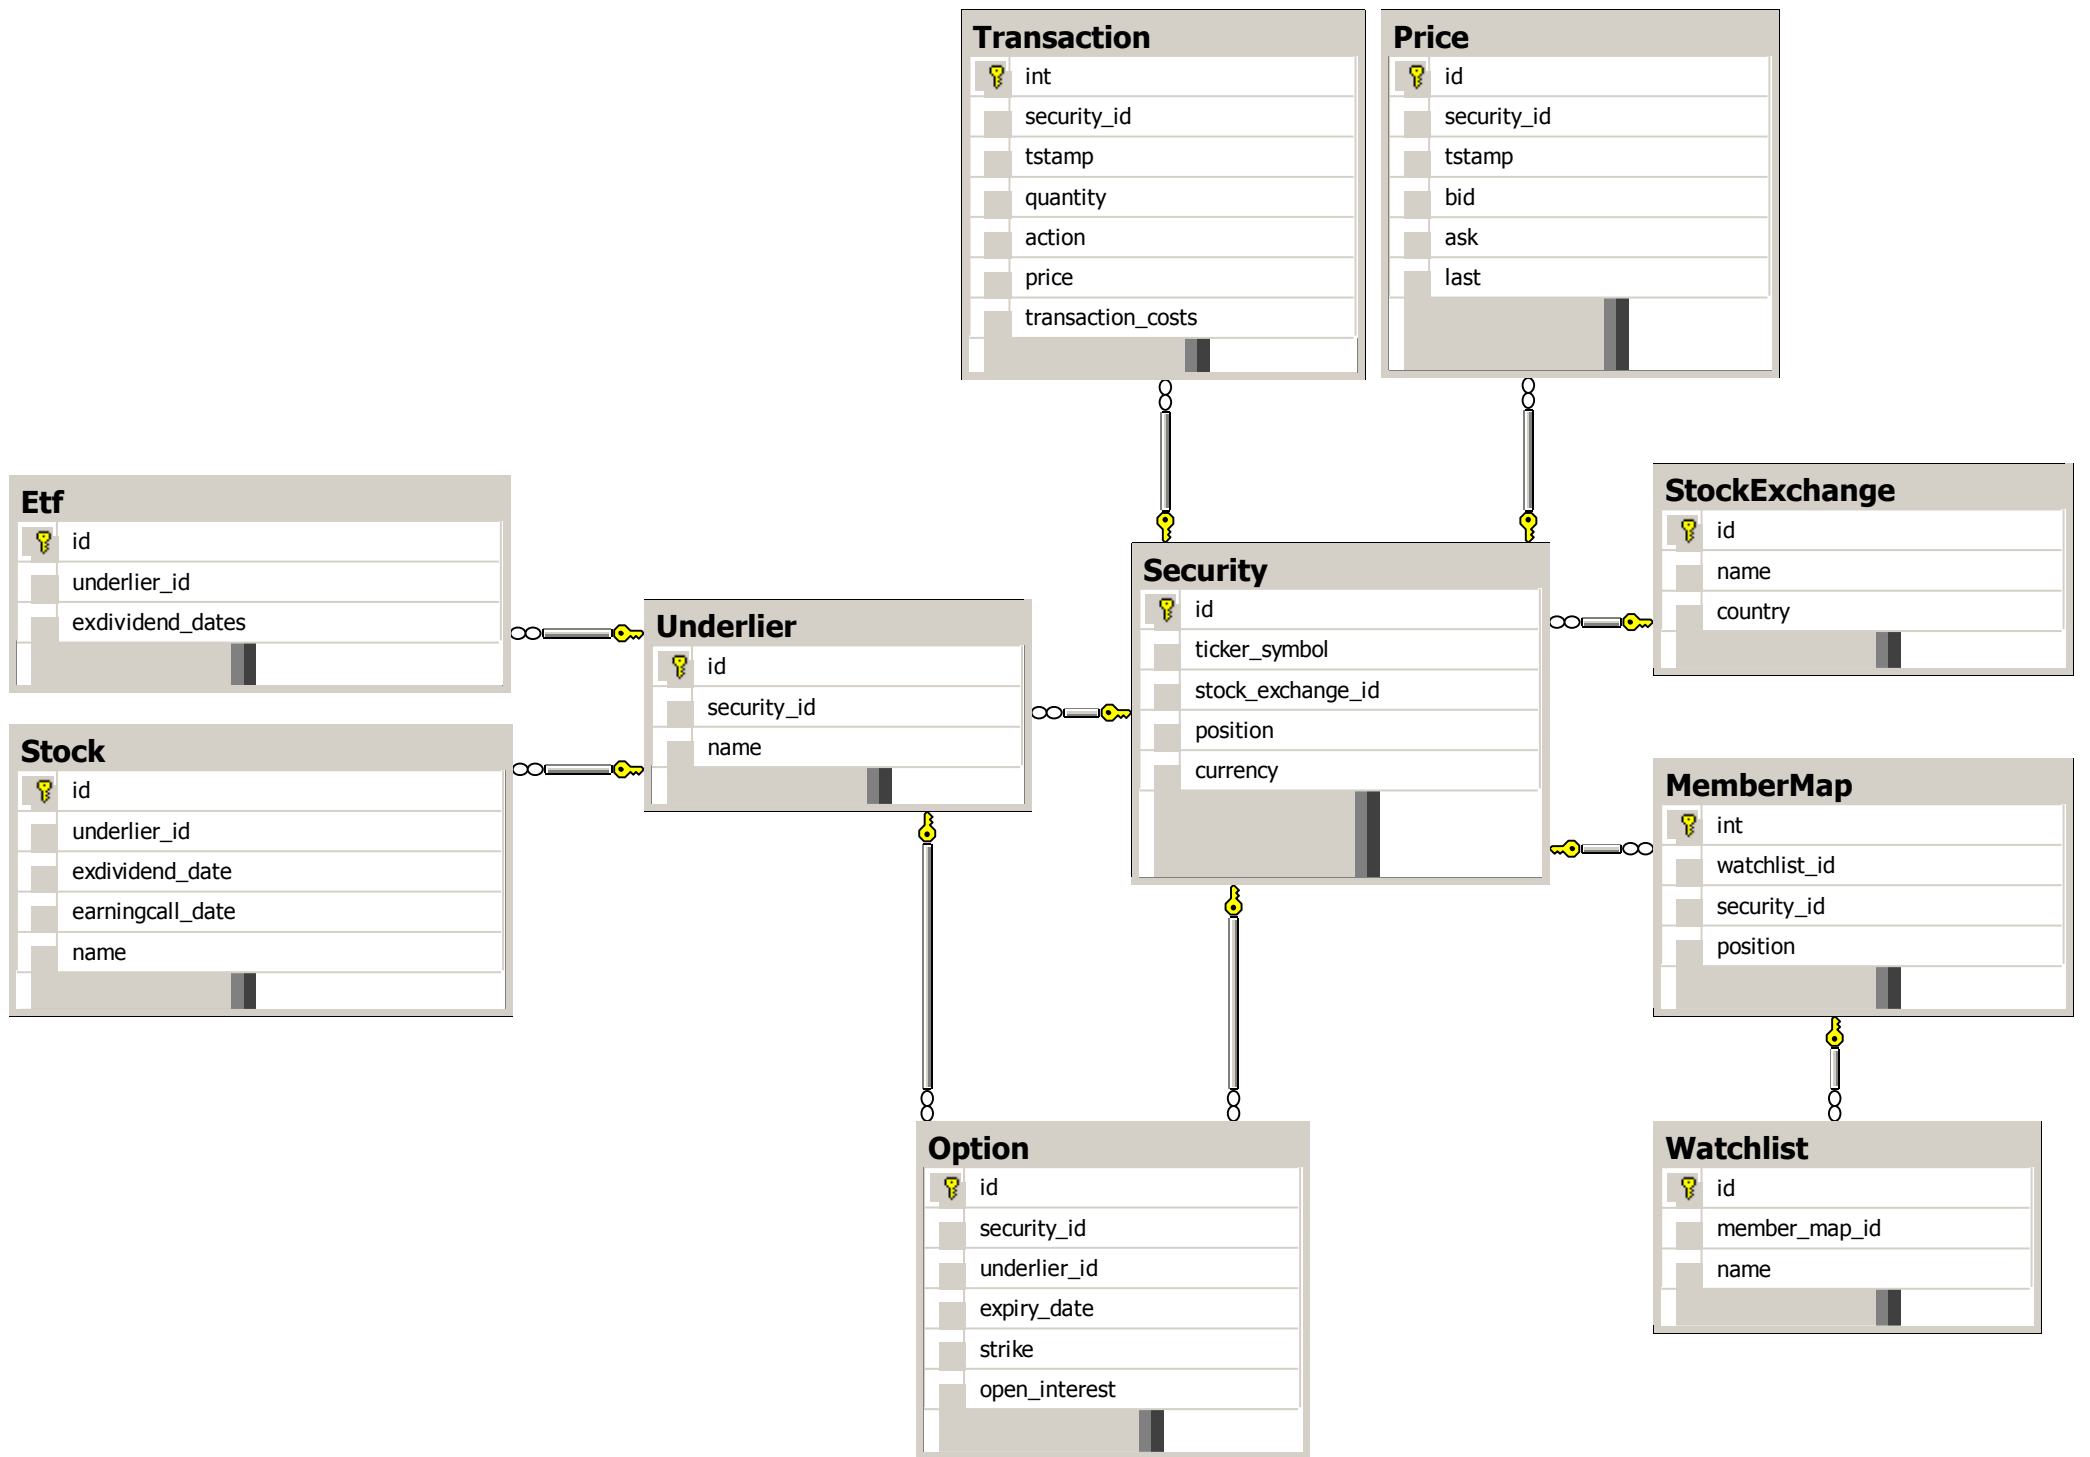 Transaction
int
security_id
tstamp
quantity
action
price
transaction_costs
Price
id
security_id
tstamp
bid
ask
last
Etf
id
underlier_id
exdividend_dates
Stock
id
underlier_id
exdividend_date
earningcall_date
name
Underlier
id
security_id
name
Security
id
ticker_symbol
stock_exchange_id
position
currency
StockExchange
id
name
country
MemberMap
int
watchlist_id
security_id
position
Option
id
security_id
underlier_id
expiry_date
strike
open_interest
Watchlist
id
member_map_id
name